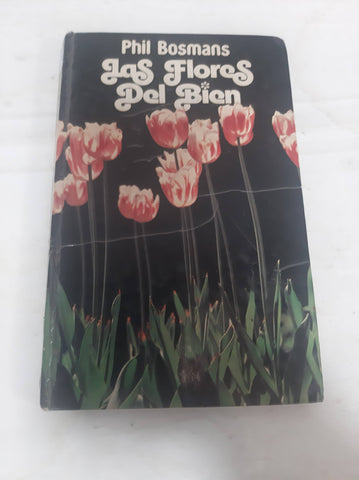 Phil Bosmans
Las Flores
Del Bien